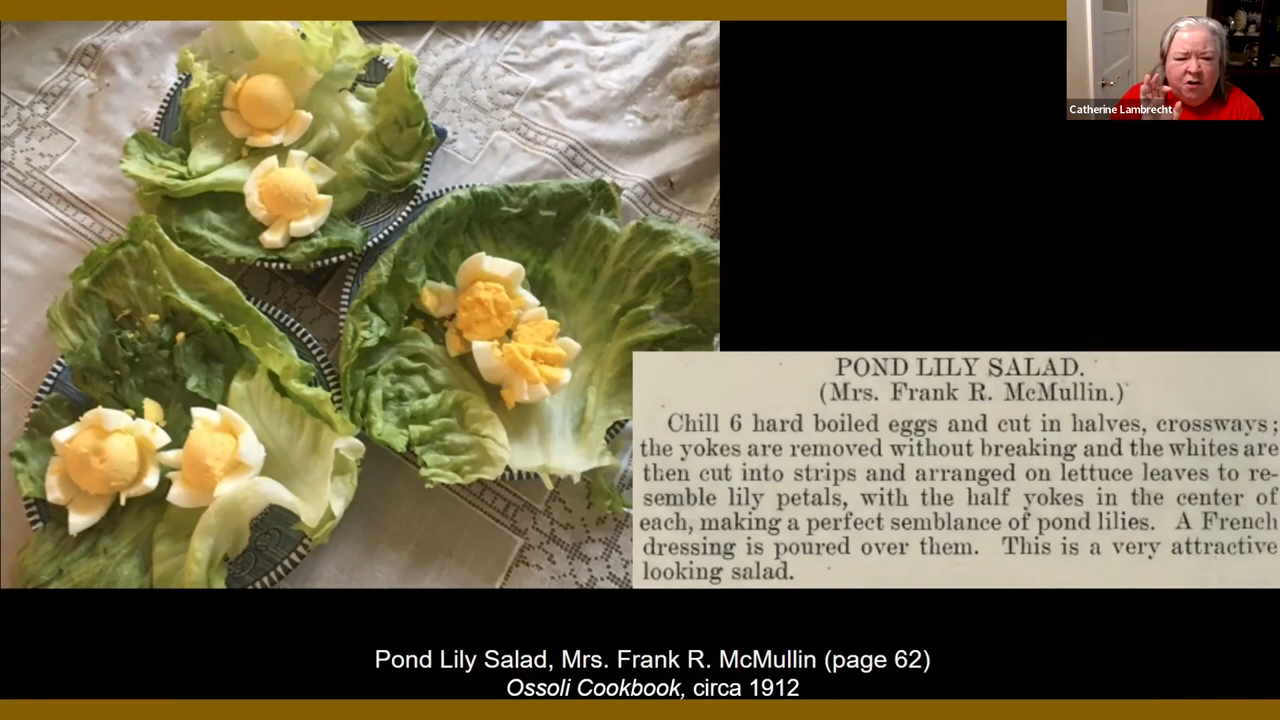 Catherine Lambrecht
POND LILY SALAD.
(Mrs. Frank R. McMullin.)
Chill 6 hard boiled eggs and cut in halves, crossways;
the yokes are removed without breaking and the whites are
then cut into strips and arranged on lettuce leaves to re-
semble lily petals, with the half yokes in the center of
each, making a perfect semblance of pond lilies. A French
dressing is poured over them. This is a very attractive
looking salad.
Pond Lily Salad, Mrs. Frank R. McMullin (page 62)
Ossoli Cookbook, circa 1912